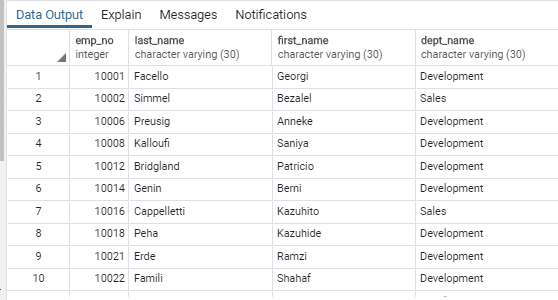 Data Output Explain Messages Notifications
emp_no last_name first_name dept_name
integer character varying (30) character varying (30) character varying (30)
1 10001 Facello Georgi Development
2 10002 Simmel Bezalel Sales
3 10006 Preusig Anneke Development
4 10008 Kalloufi Saniya Development
5 10012 Bridgland Patricio Development
6 10014 Genin Berni Development
7 10016 Cappelletti Kazuhito Sales
8 10018 Peha Kazuhide Development
9 10021 Erde Ramzi Development
10 10022 Famili Shahaf Development